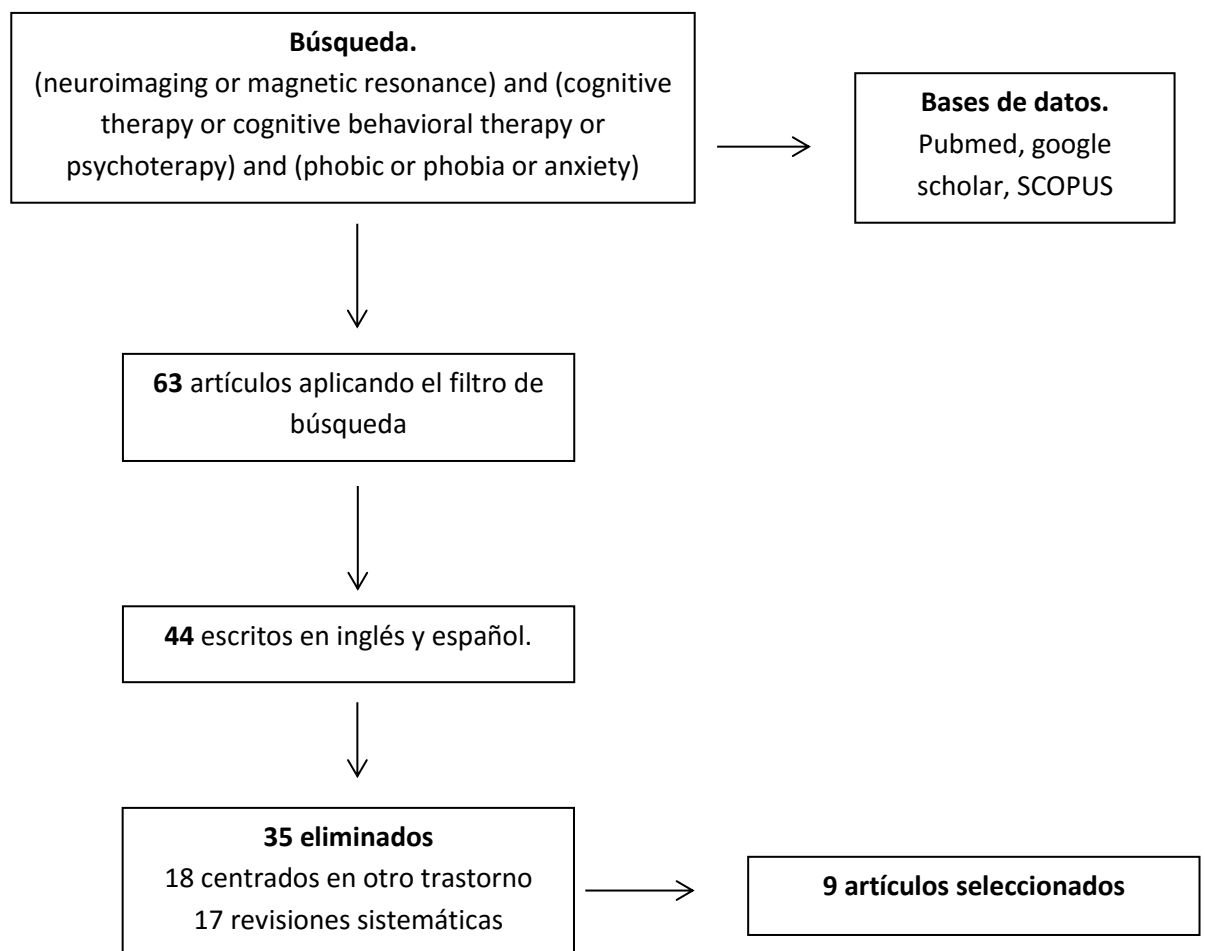 Búsqueda.
(neuroimaging or magnetic resonance) and (cognitive
therapy or cognitive behavioral therapy or
psychoterapy) and (phobic or phobia or anxiety)
Bases de datos.
Pubmed, google
scholar, SCOPUS
63 artículos aplicando el filtro de
búsqueda
44 escritos en inglés y español.
35 eliminados
18 centrados en otro trastorno
17 revisiones sistemáticas
9 artículos seleccionados